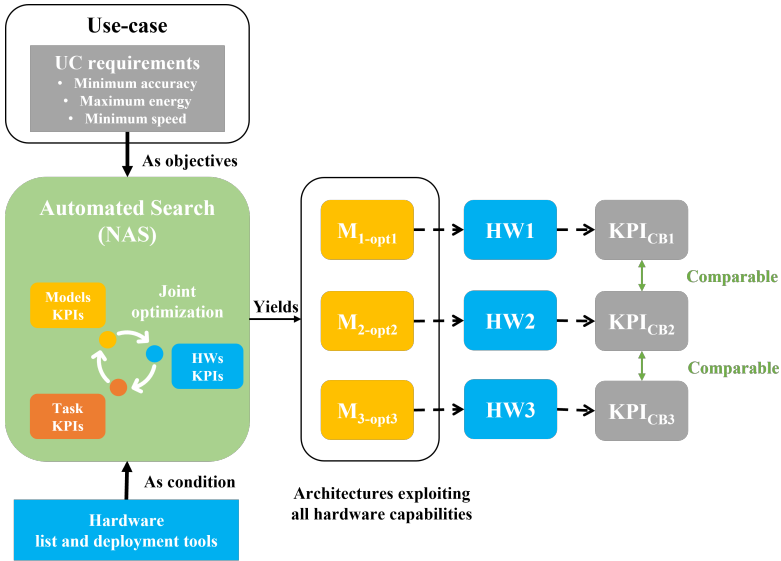 Use-case
UC requirements
• Minimum accuracy
• Maximum energy
• Minimum speed
As objectives
Automated Search
(NAS)
Models
KPIs
Joint
optimization
HWs
KPIs
Task
KPIs
As condition
Hardware
list and deployment tools
Yields
M1-opt1
HW1
KPICB1
Comparable
M2-opt2
HW2
KPICB2
Comparable
M3-opt3
HW3
KPICB3
Architectures exploiting
all hardware capabilities